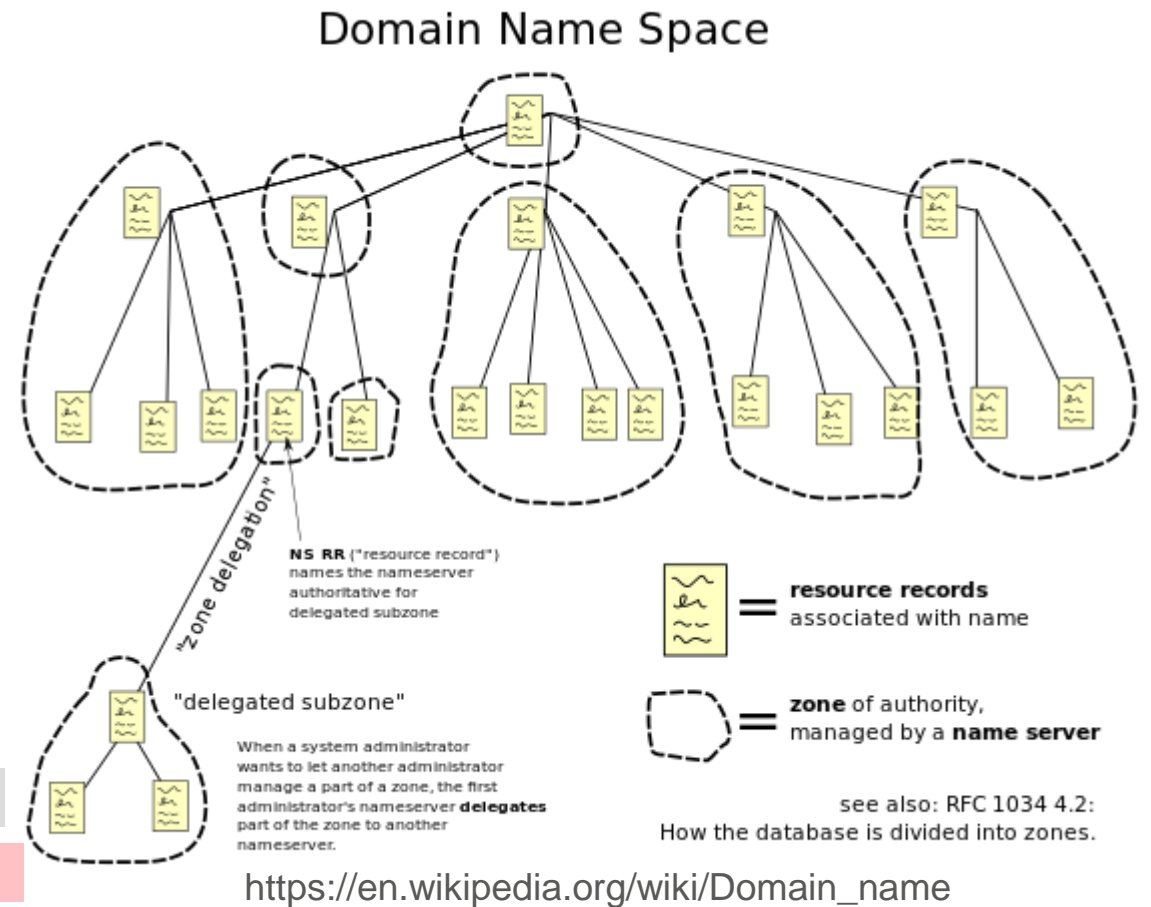 Domain Name Space
"zone delegation"
NS RR ("resource record")
names the nameserver
authoritative for
delegated subzone
resource records
associated with name
"delegated subzone"
zone of authority,
managed by a name server
When a system administrator
wants to let another administrator
manage a part of a zone, the first
administrator's nameserver delegates
part of the zone to another
nameserver.
see also: RFC 1034 4.2:
How the database is divided into zones.
https://en.wikipedia.org/wiki/Domain_name